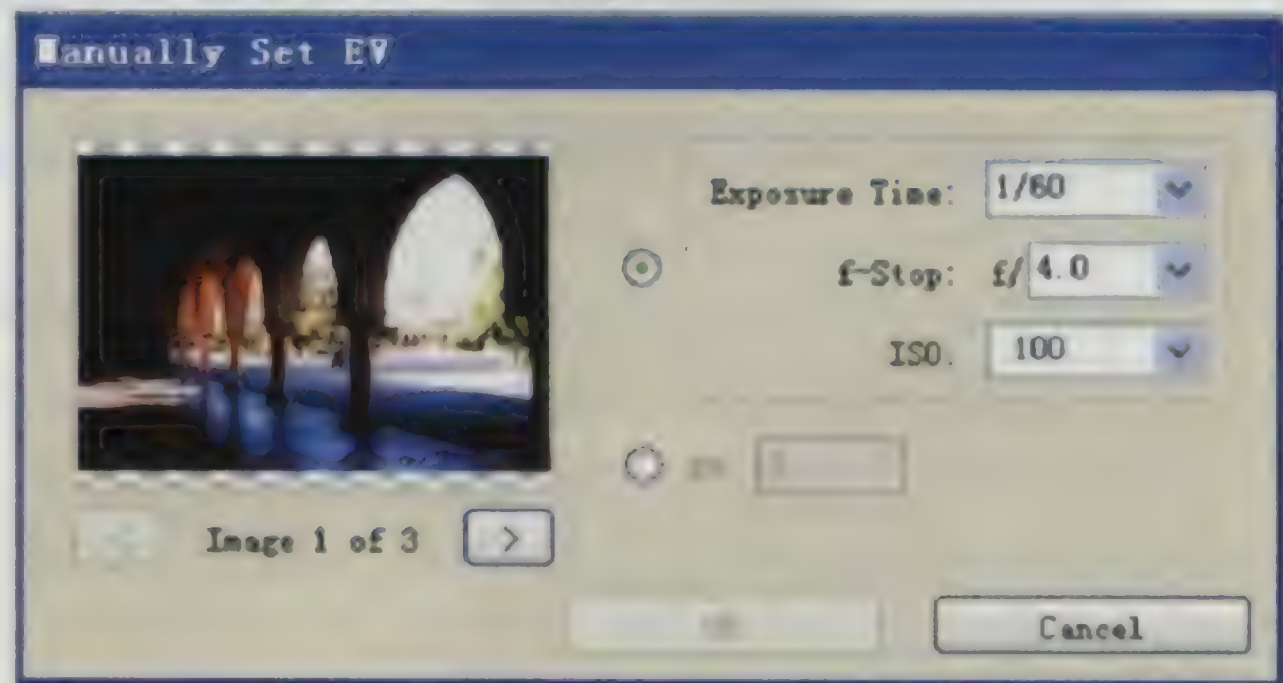 Manually Set EV
Exposure Time: 1/60
f-Stop: f/ 4.0
ISO. 100
Image 1 of 3 >
Cancel